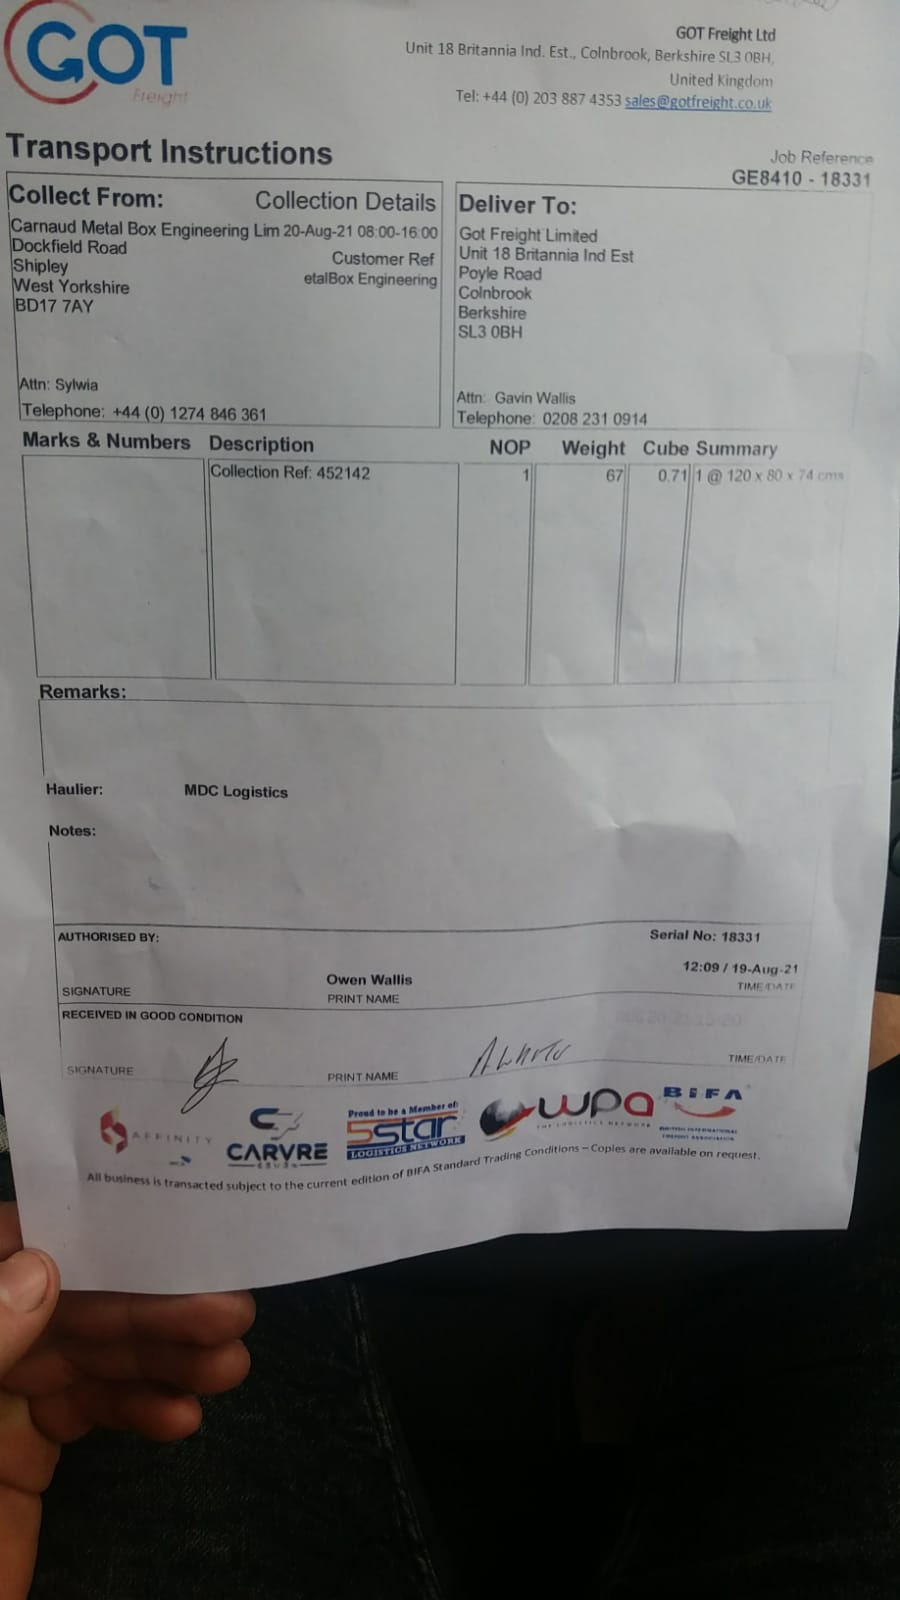 GOT
Freight
GOT Freight Ltd
Unit 18 Britannia Ind. Est., Colnbrook, Berkshire SL3 0BH,
United Kingdom
Tel: +44 (0) 203 887 4353 sales@gotfreight.co.uk
Transport Instructions
Job Reference
GE8410 - 18331
Collect From: Collection Details
Carnaud Metal Box Engineering Lim 20-Aug-21 08:00-16:00
Dockfield Road
Customer Ref
Shipley
etalBox Engineering
West Yorkshire
BD17 7AY
Attn: Sylwia
Telephone: +44 (0) 1274 846 361
Deliver To:
Got Freight Limited
Unit 18 Britannia Ind Est
Poyle Road
Colnbrook
Berkshire
SL3 0BH
Attn: Gavin Wallis
Telephone: 0208 231 0914
Marks & Numbers Description NOP Weight Cube Summary
Collection Ref: 452142 1 67 0.71 1 @ 120 x 80 x 74 cms
Remarks:
Haulier: MDC Logistics
Notes:
AUTHORISED BY: Serial No: 18331
Owen Wallis 12:09 / 19-Aug-21
SIGNATURE PRINT NAME TIME/DATE
RECEIVED IN GOOD CONDITION
SIGNATURE PRINT NAME TIME/DATE
AFFINITY
CARVRE
Proud to be a Member of:
5star
LOGISTICS NETWORK
wpa
THE LOGISTICS NETWORK
BIFA
BRITISH INTERNATIONAL
FREIGHT ASSOCIATION
All business is transacted subject to the current edition of BIFA Standard Trading Conditions – Copies are available on request.